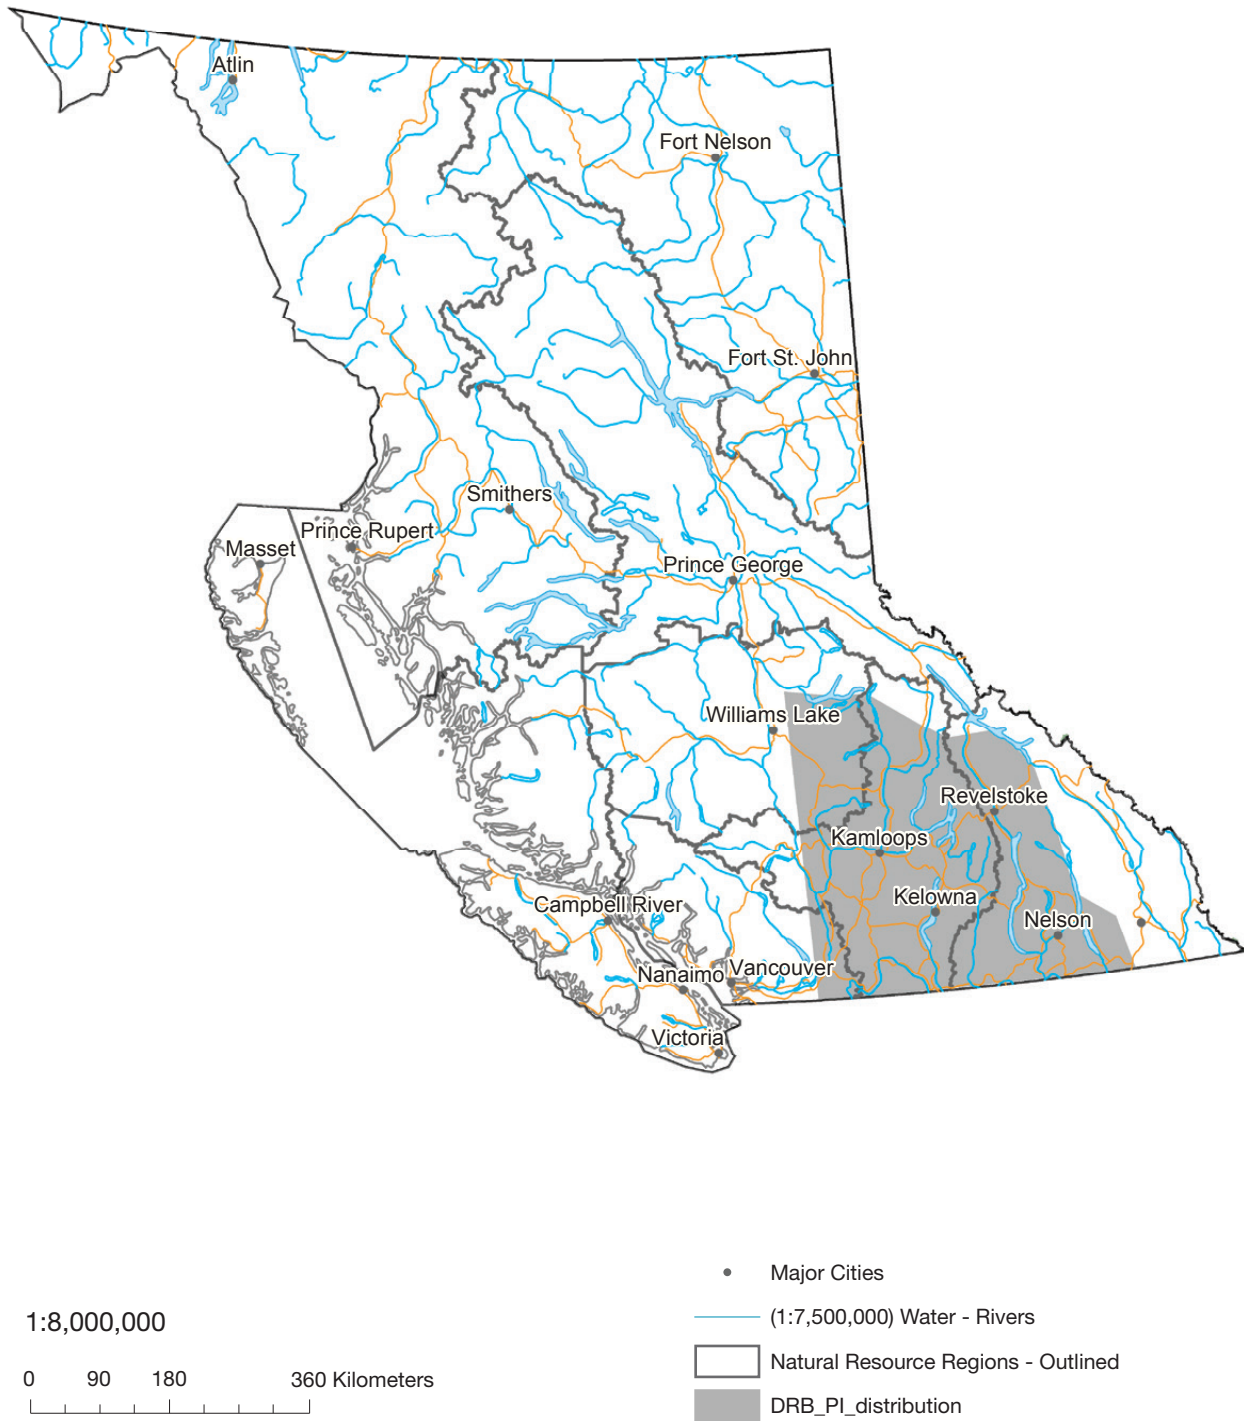 Atlin
Fort Nelson
Fort St. John
Smithers
Prince Rupert
Masset
Prince George
Williams Lake
Revelstoke
Kamloops
Kelowna
Campbell River
Nelson
Nanaimo
Vancouver
Victoria
Major Cities
1:8,000,000
(1:7,500,000) Water - Rivers
Natural Resource Regions - Outlined
0 90 180 360 Kilometers
DRB_PI_distribution